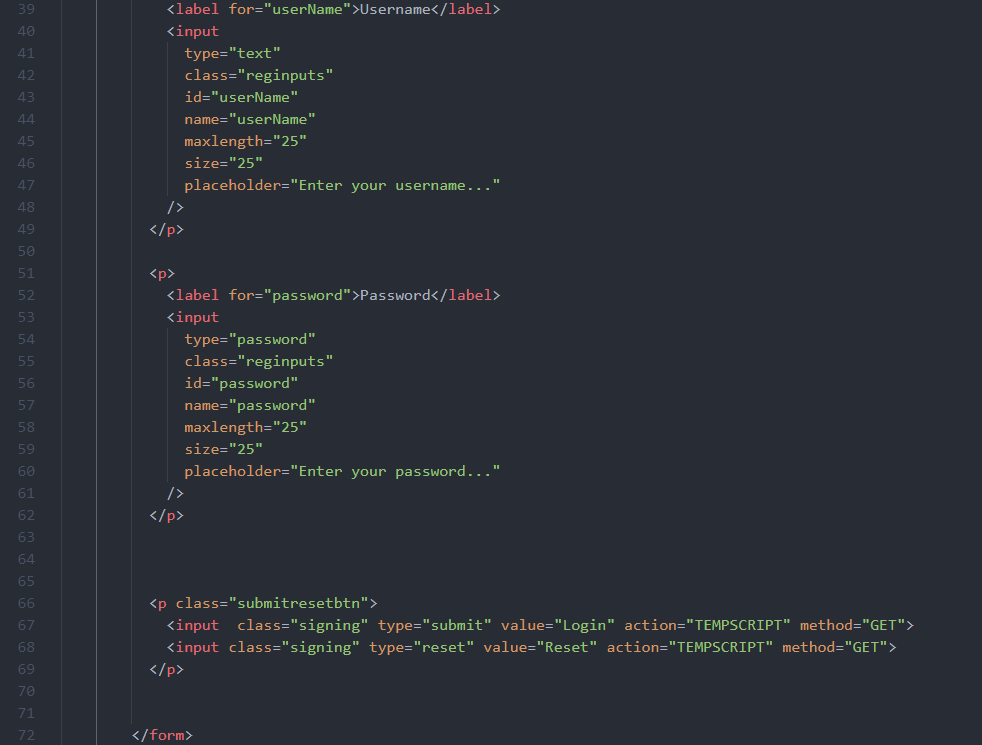 39 <label for="userName">Username</label>
40 <input
41 type="text"
42 class="reginputs"
43 id="userName"
44 name="userName"
45 maxlength="25"
46 size="25"
47 placeholder="Enter your username..."
48 />
49 </p>
50
51 <p>
52 <label for="password">Password</label>
53 <input
54 type="password"
55 class="reginputs"
56 id="password"
57 name="password"
58 maxlength="25"
59 size="25"
60 placeholder="Enter your password..."
61 />
62 </p>
63
64
65
66 <p class="submitresetbtn">
67 <input  class="signing" type="submit" value="Login" action="TEMPSCRIPT" method="GET">
68 <input class="signing" type="reset" value="Reset" action="TEMPSCRIPT" method="GET">
69 </p>
70
71
72 </form>